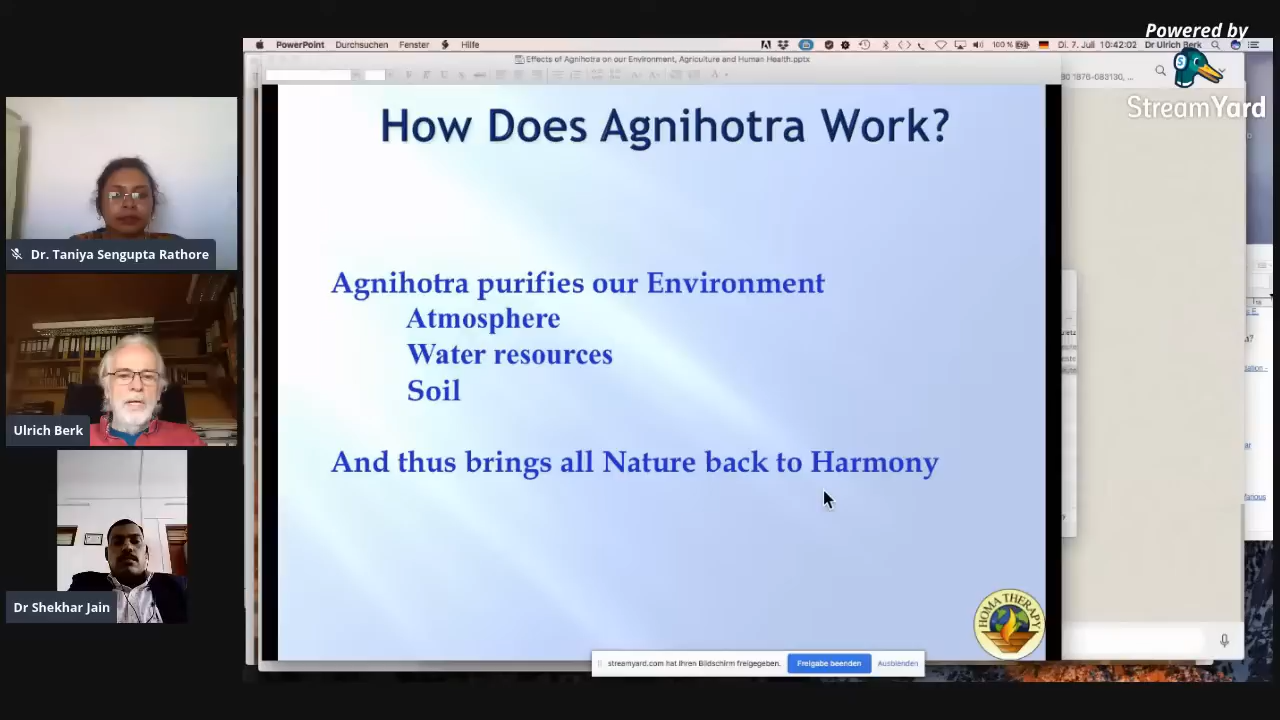 Powered by
StreamYard
PowerPoint Durchsuchen Fenster Hilfe
100 % Di. 7. Juli 10:42:02 Dr Ulrich Berk
Effects of Agnihotra on our Environment, Agriculture and Human Health.pptx
How Does Agnihotra Work?
Agnihotra purifies our Environment
Atmosphere
Water resources
Soil
And thus brings all Nature back to Harmony
HOMA THERAPY
streamyard.com hat Ihren Bildschirm freigegeben. Freigabe beenden Ausblenden
Dr. Taniya Sengupta Rathore
Ulrich Berk
Dr Shekhar Jain